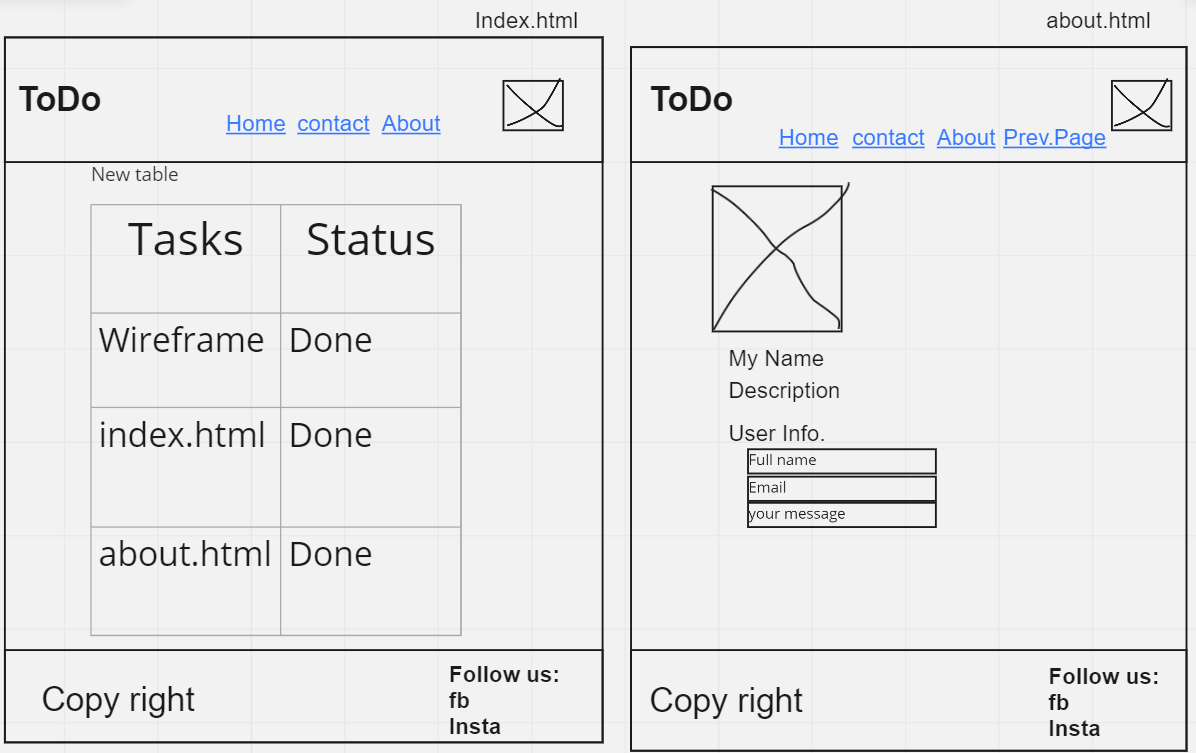 Index.html
ToDo
Home contact About
New table
Tasks Status
Wireframe Done
index.html Done
about.html Done
Copy right
Follow us:
fb
Insta
about.html
ToDo
Home contact About Prev.Page
My Name
Description
User Info.
Full name
Email
your message
Copy right
Follow us:
fb
Insta